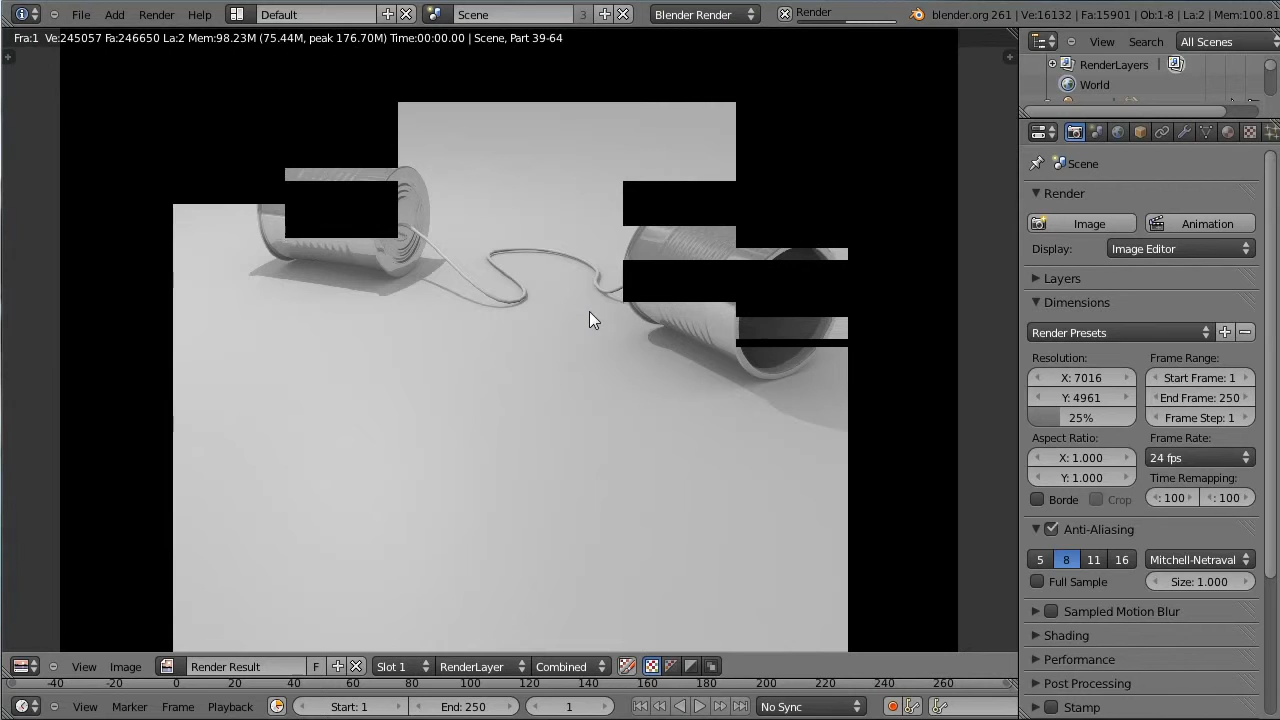 File Add Render Help Default Scene 3 Blender Render Render blender.org 261 | Ve:16132 | Fa:15901 | Ob:1-8 | La:2 | Mem:100.81
Fra:1 Ve:245057 Fa:246650 La:2 Mem:98.23M (75.44M, peak 176.70M) Time:00:00.00 | Scene, Part 39-64
View Search All Scenes
RenderLayers
World
Scene
Render
Image Animation
Display: Image Editor
Layers
Dimensions
Render Presets
Resolution: Frame Range:
X: 7016 Start Frame: 1
Y: 4961 End Frame: 250
25% Frame Step: 1
Aspect Ratio: Frame Rate:
X: 1.000 24 fps
Y: 1.000 Time Remapping:
Borde Crop : 100 : 100
Anti-Aliasing
5 8 11 16 Mitchell-Netraval
Full Sample Size: 1.000
Sampled Motion Blur
Shading
Performance
Post Processing
Stamp
View Image Render Result F Slot 1 RenderLayer Combined
-40 -20 0 20 40 60 80 100 120 140 160 180 200 220 240 260
View Marker Frame Playback Start: 1 End: 250 1 No Sync